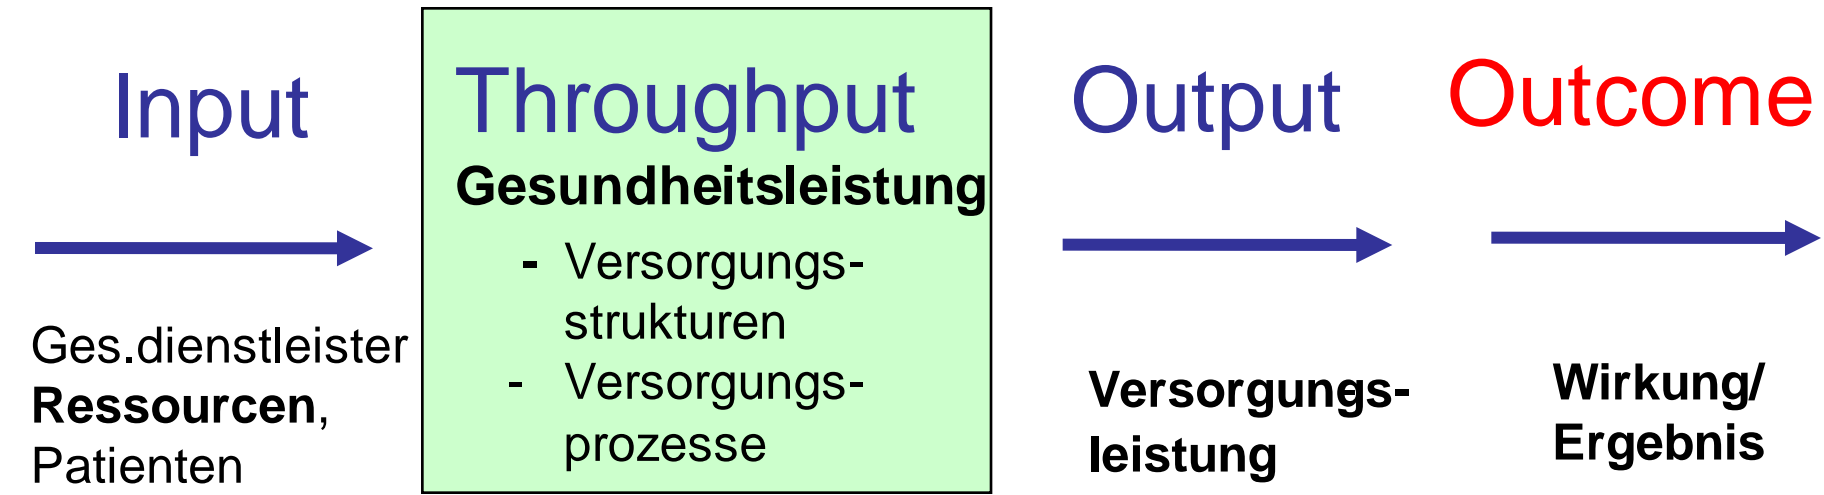 Input
Ges.dienstleister
Ressourcen,
Patienten
Throughput
Gesundheitsleistung
- Versorgungs-
strukturen
- Versorgungs-
prozesse
Output
Versorgungs-
leistung
Outcome
Wirkung/
Ergebnis